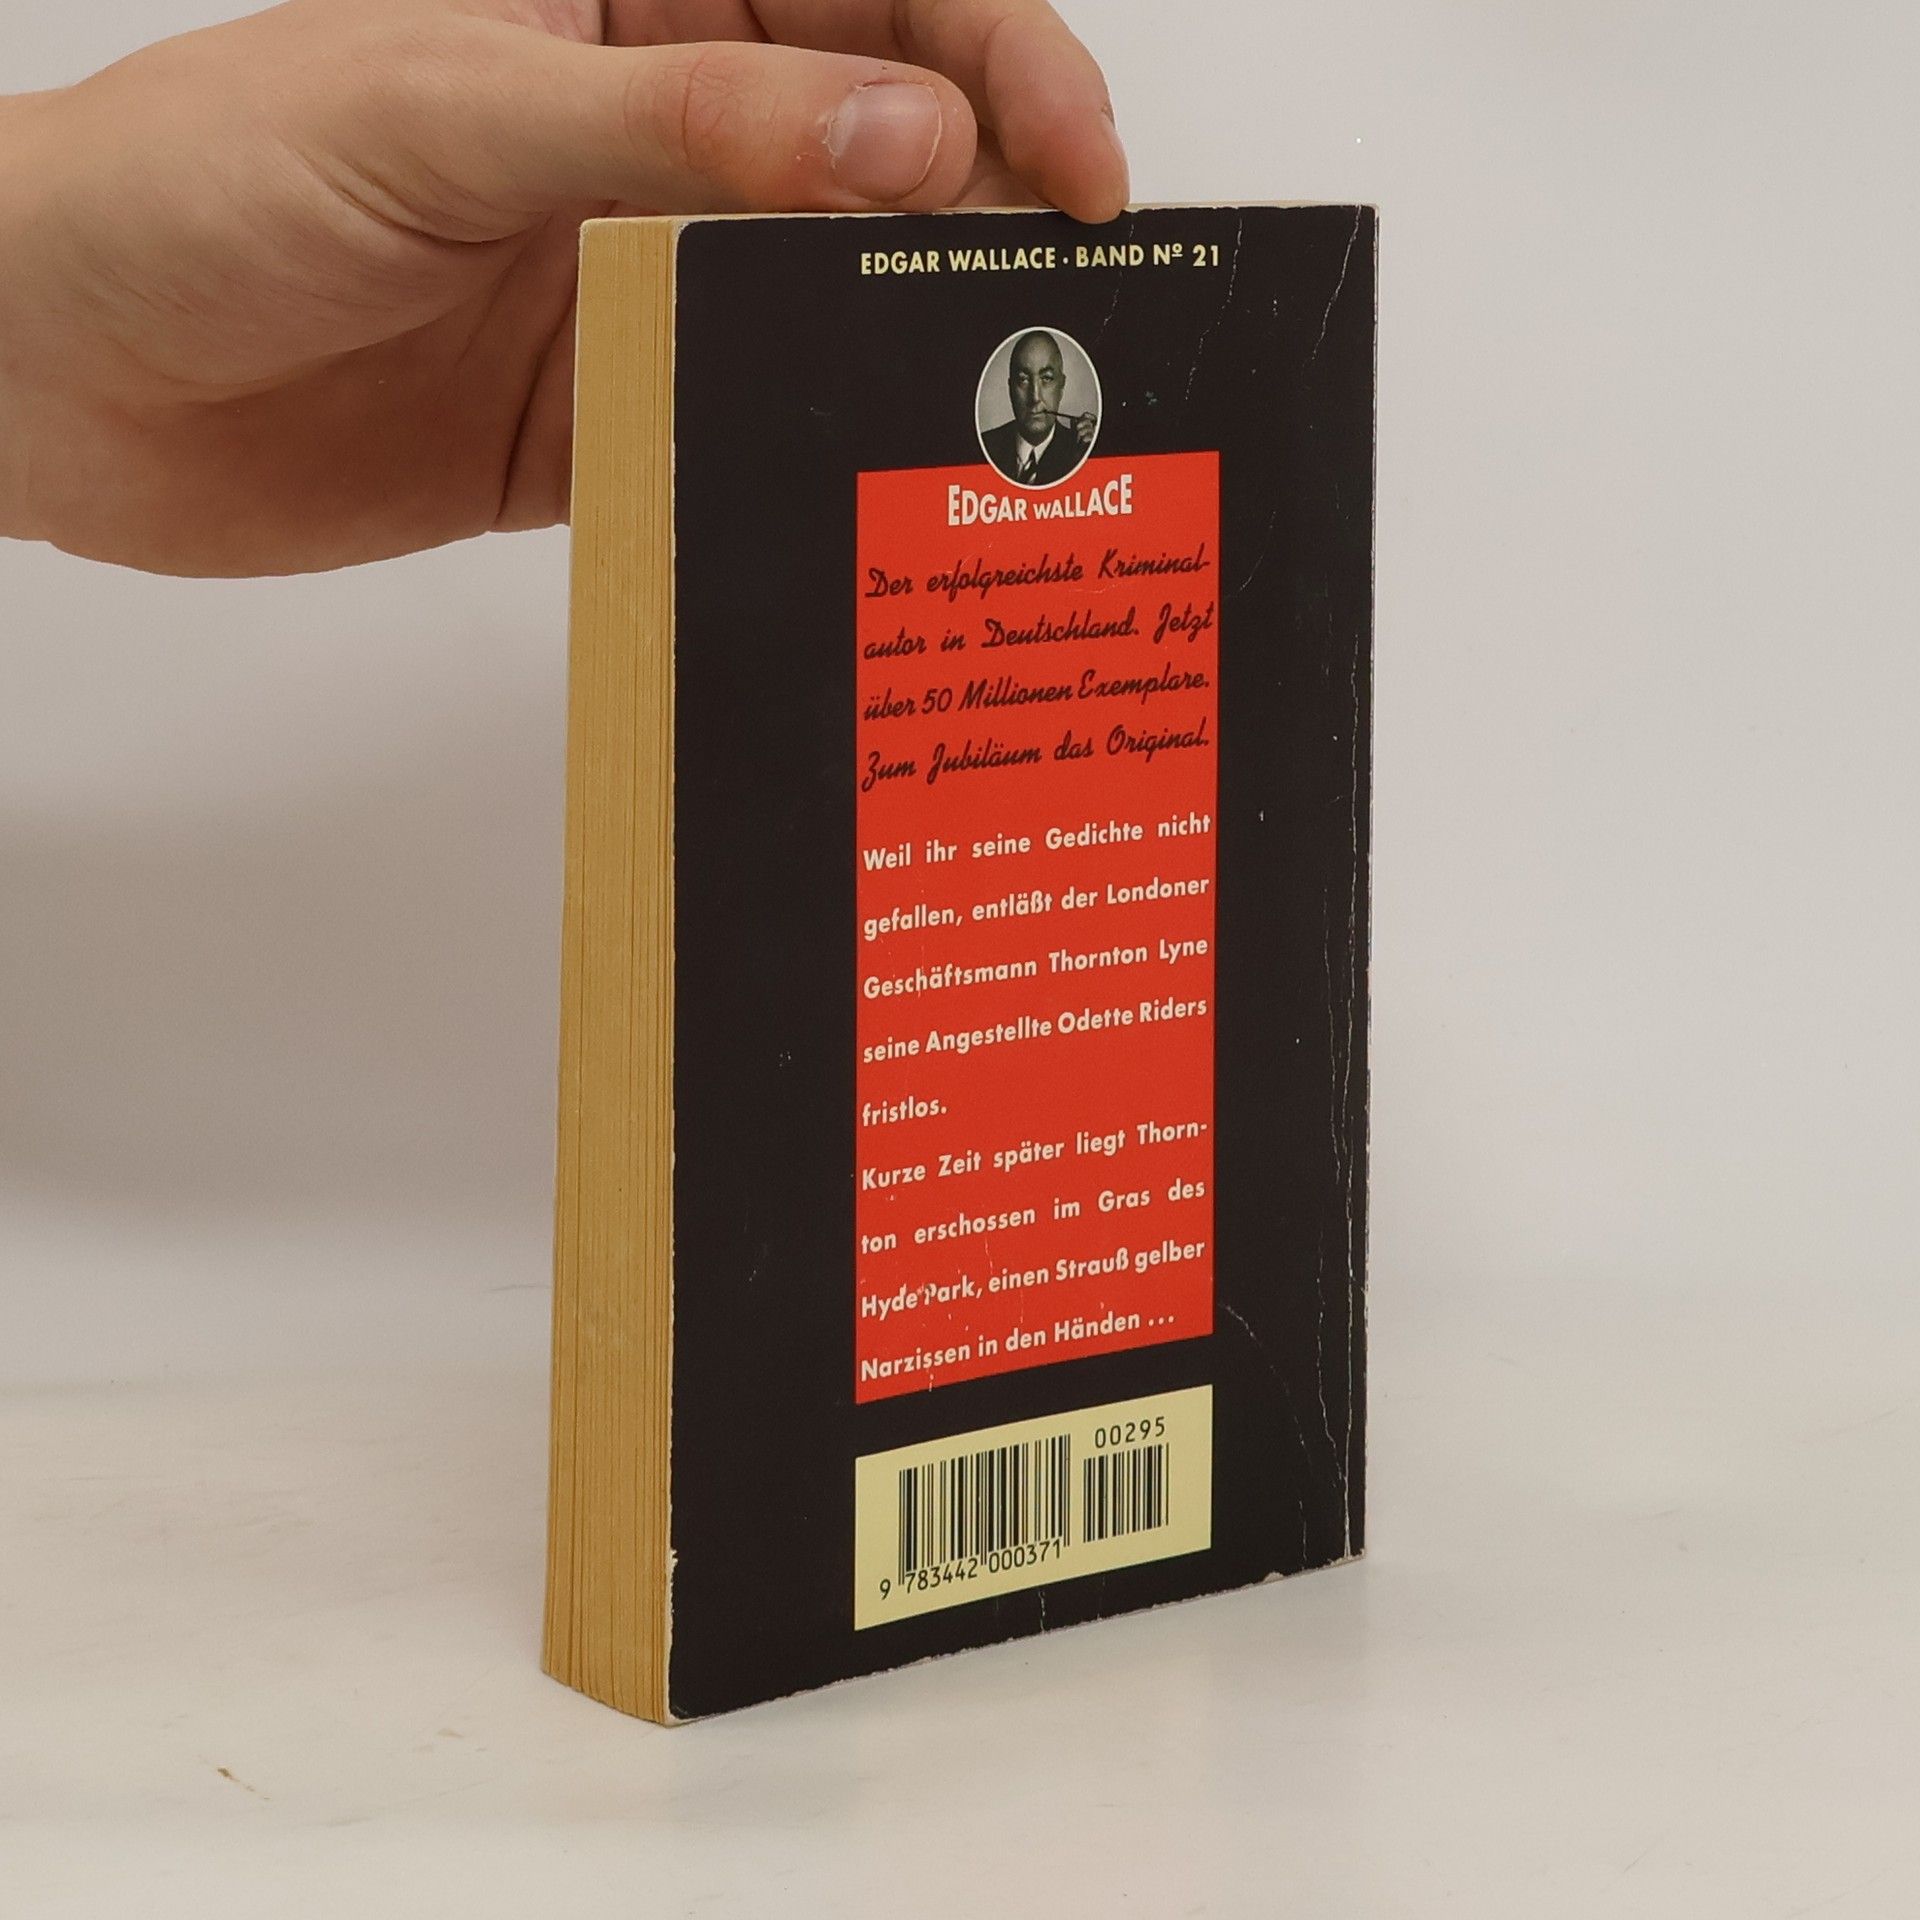 EDGAR WALLACE · BAND Nº 21
EDGAR WALLACE
Der erfolgreichste Kriminal-
autor in Deutschland. Jetzt
über 50 Millionen Exemplare.
Zum Jubiläum das Original.
Weil ihr seine Gedichte nicht
gefallen, entläßt der Londoner
Geschäftsmann Thornton Lyne
seine Angestellte Odette Riders
fristlos.
Kurze Zeit später liegt Thorn-
ton erschossen im Gras des
Hyde Park, einen Strauß gelber
Narzissen in den Händen ...
00295
9 783442 000371